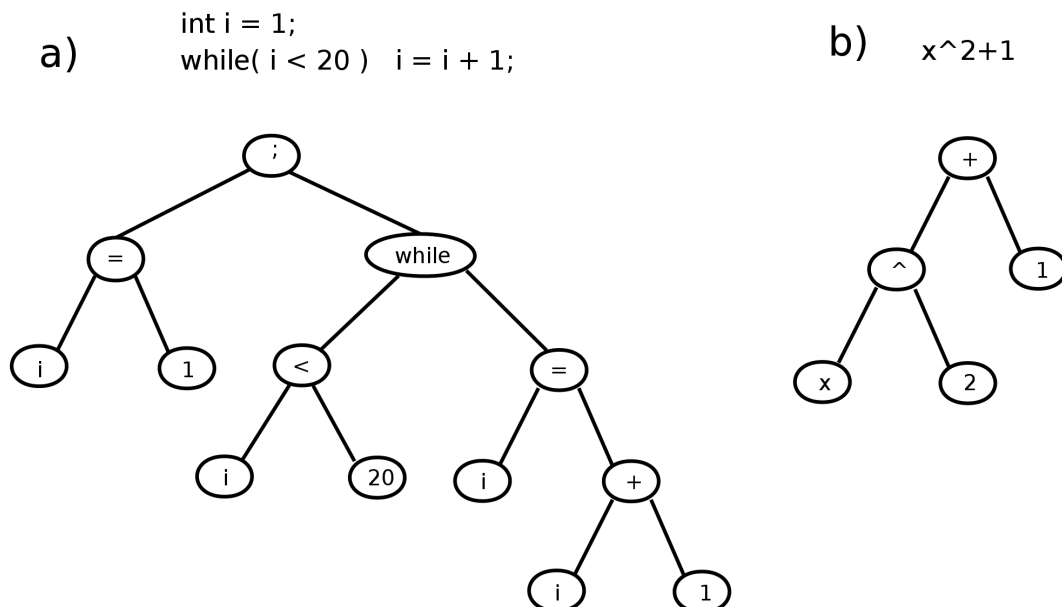 a)
int i = 1;
while( i < 20 )   i = i + 1;
;
=
while
i
1
<
=
i
20
i
+
i
1
b)
x^2+1
+
^
1
x
2